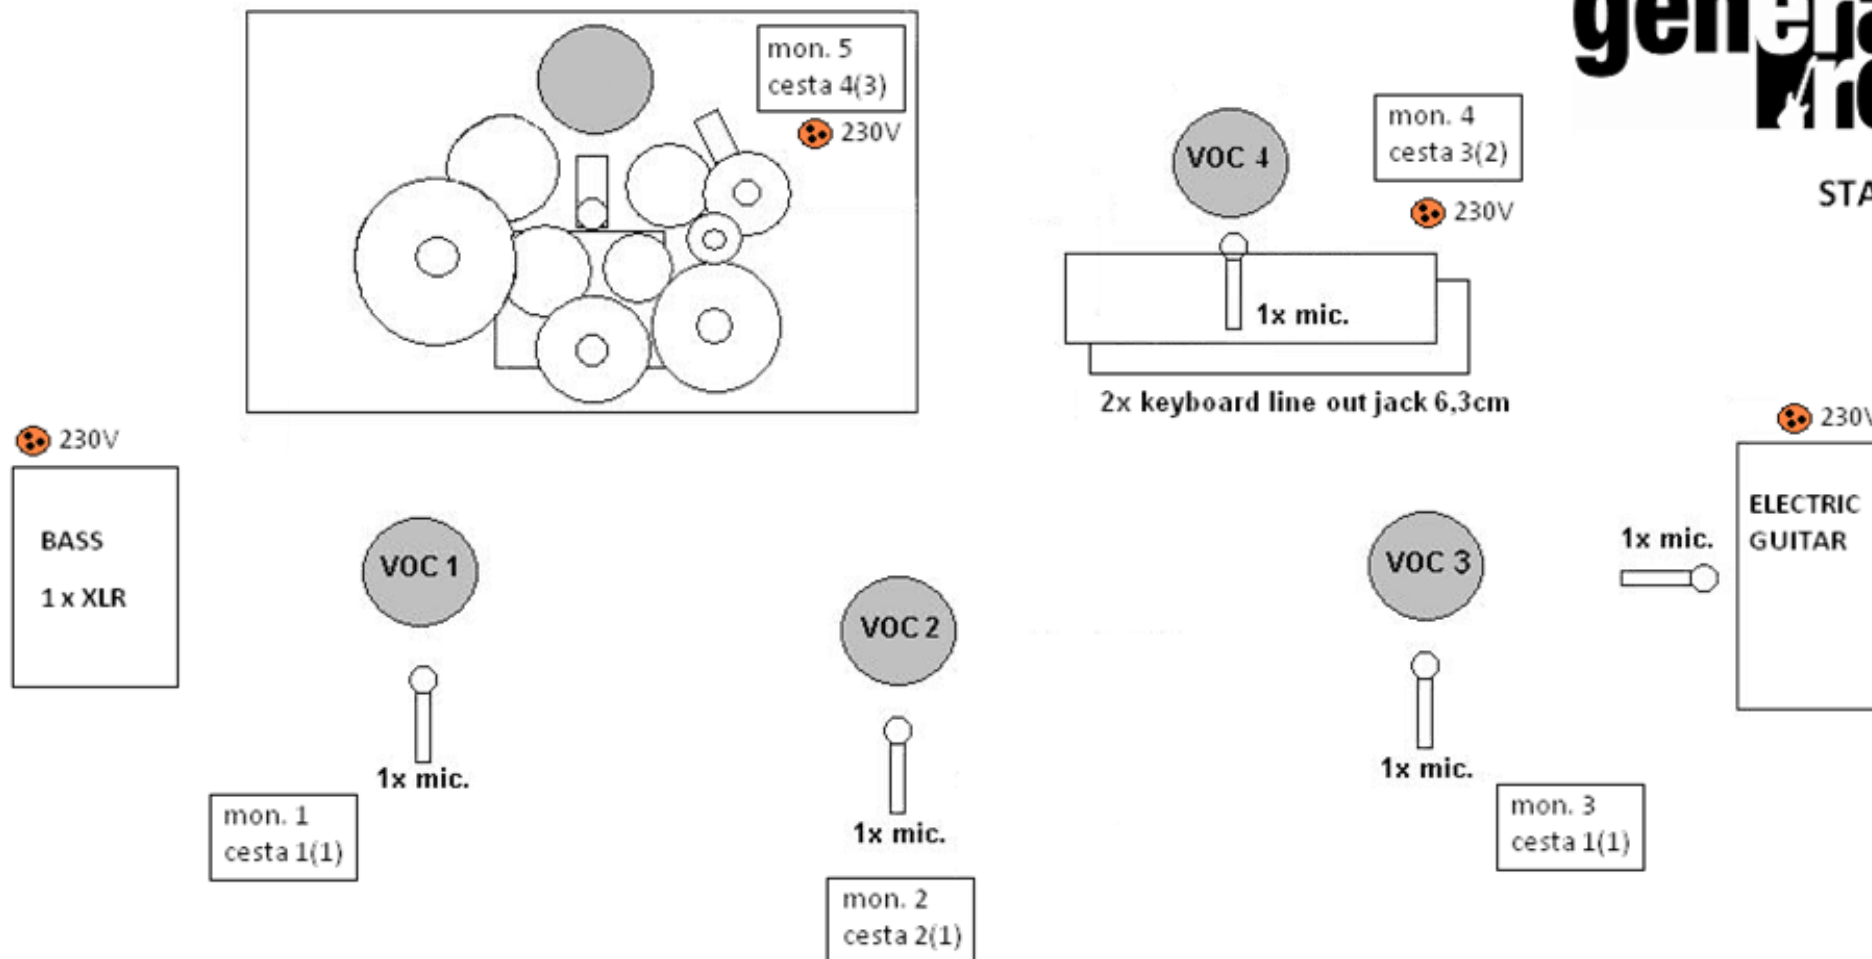 mon. 5
cesta 4(3)
230V
VOC 4
mon. 4
cesta 3(2)
230V
1x mic.
2x keyboard line out jack 6,3cm
230V
BASS
1 x XLR
VOC 1
1x mic.
mon. 1
cesta 1(1)
VOC 2
1x mic.
mon. 2
cesta 2(1)
VOC 3
1x mic.
mon. 3
cesta 1(1)
1x mic.
230V
ELECTRIC
GUITAR